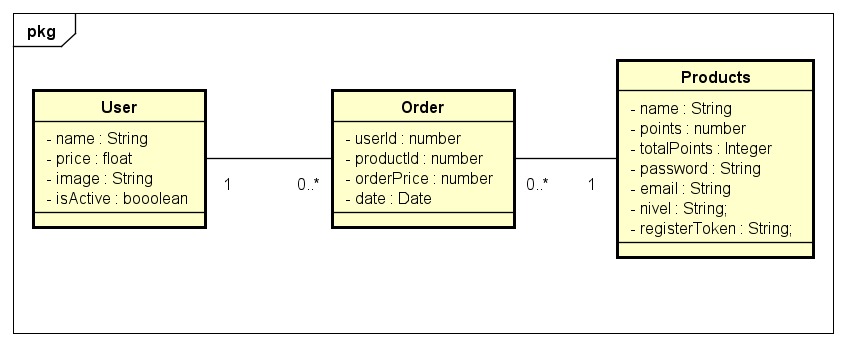 pkg
User
- name : String
- price : float
- image : String
- isActive : booolean
1
0..*
Order
- userId : number
- productId : number
- orderPrice : number
- date : Date
0..*
1
Products
- name : String
- points : number
- totalPoints : Integer
- password : String
- email : String
- nivel : String;
- registerToken : String;